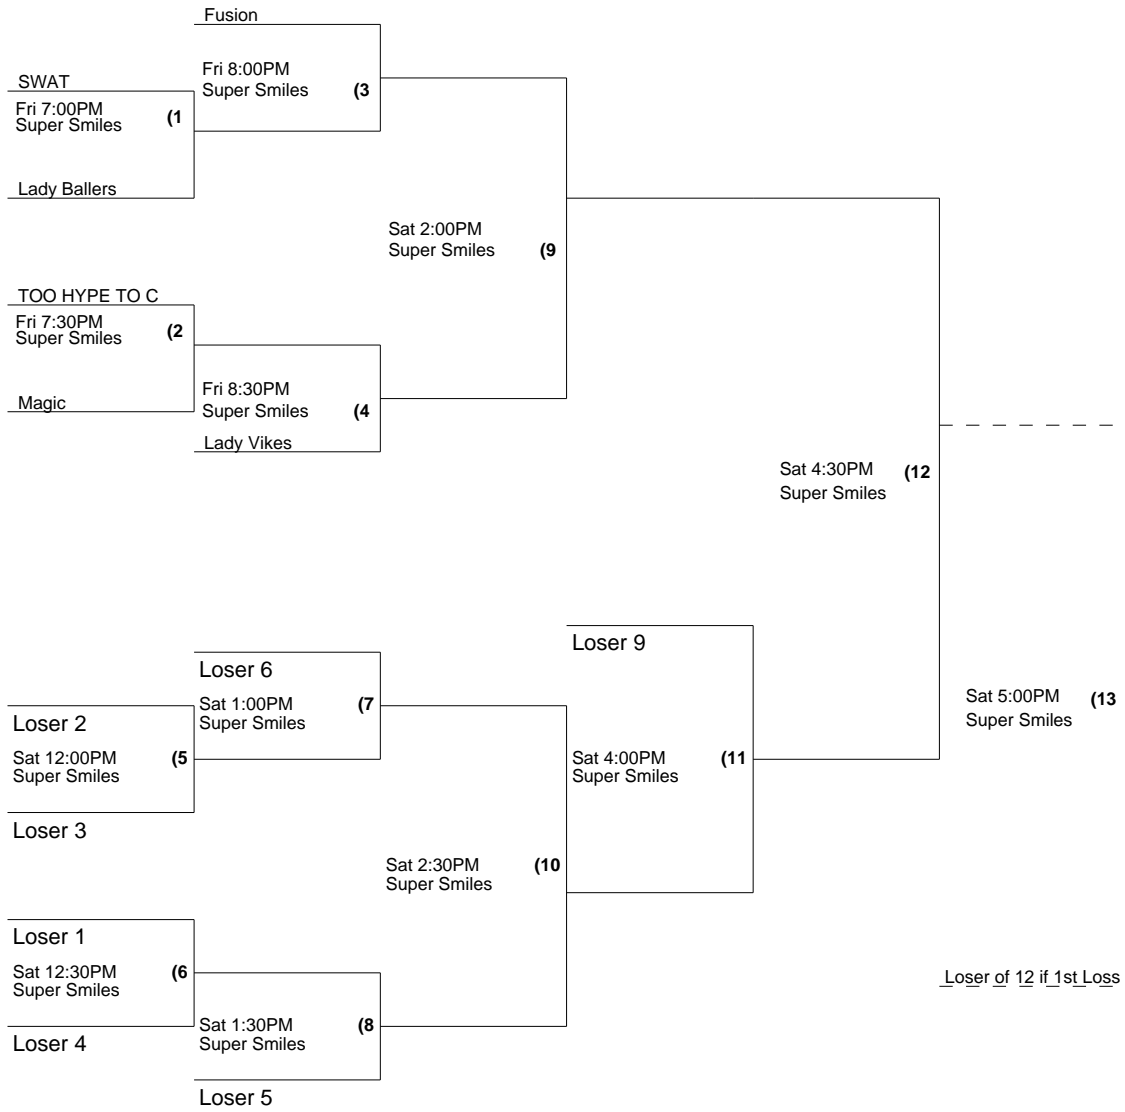 Fusion
Fri 8:00PM
Super Smiles
(3
SWAT
Fri 7:00PM
Super Smiles
(1
Lady Ballers
Sat 2:00PM
Super Smiles
(9
TOO HYPE TO C
Fri 7:30PM
Super Smiles
(2
Magic
Fri 8:30PM
Super Smiles
(4
Lady Vikes
Sat 4:30PM
Super Smiles
(12
Loser 9
Loser 6
Sat 1:00PM
Super Smiles
(7
Loser 2
Sat 12:00PM
Super Smiles
(5
Loser 3
Sat 4:00PM
Super Smiles
(11
Sat 5:00PM
Super Smiles
(13
Sat 2:30PM
Super Smiles
(10
Loser 1
Sat 12:30PM
Super Smiles
(6
Loser 4
Sat 1:30PM
Super Smiles
(8
Loser 5
Loser of 12 if 1st Loss